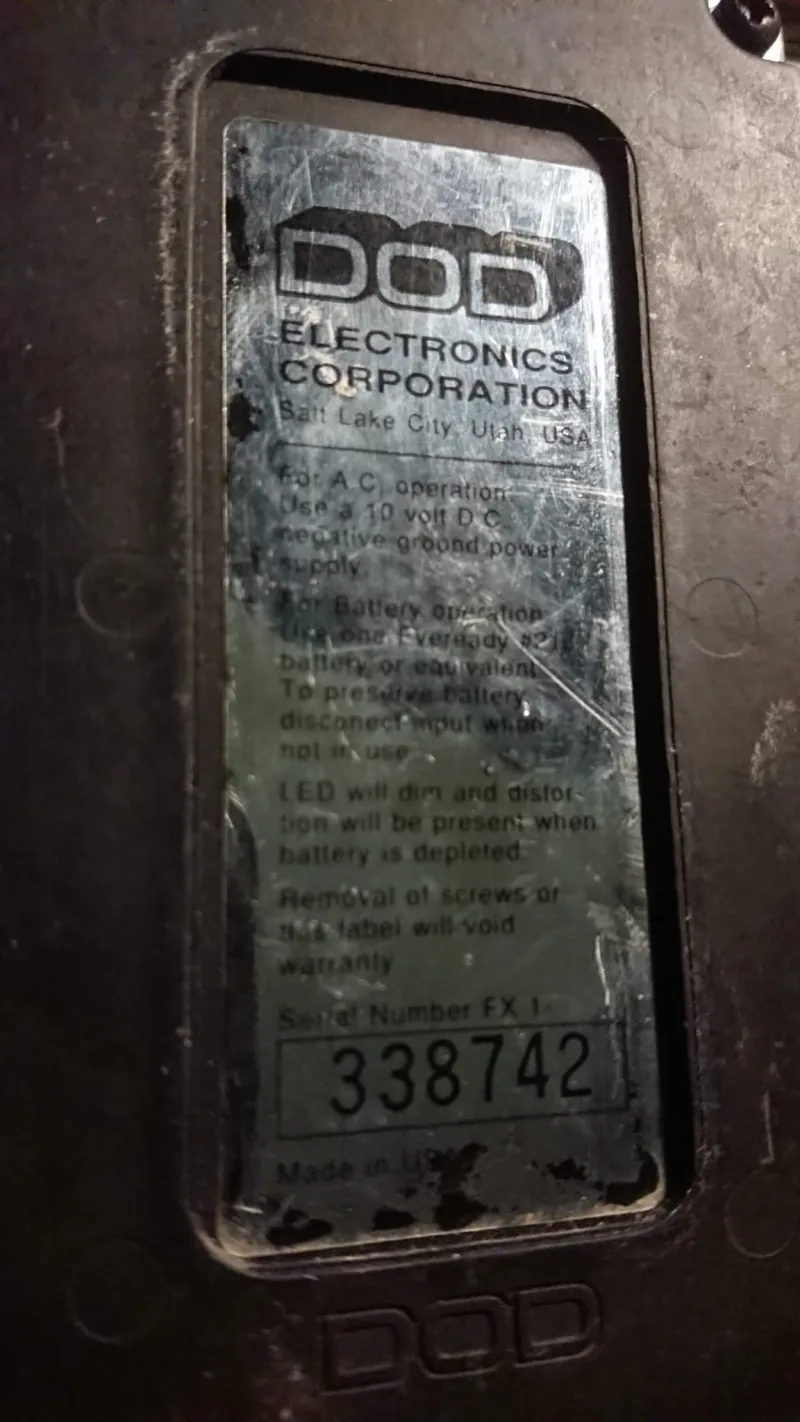 DOD
ELECTRONICS
CORPORATION
Salt Lake City, Utah, USA
For A.C. operation
Use a 10 volt D.C.
negative ground power
supply.
For Battery operation
Use one Eveready
battery or equivalent
To preserve battery,
disconect input when
not in use
LED will dim and distor-
tion will be present when
battery is depleted.
Removal of screws or
this label will void
warranty
Serial Number FX 1-
338742
Made in USA
DOD